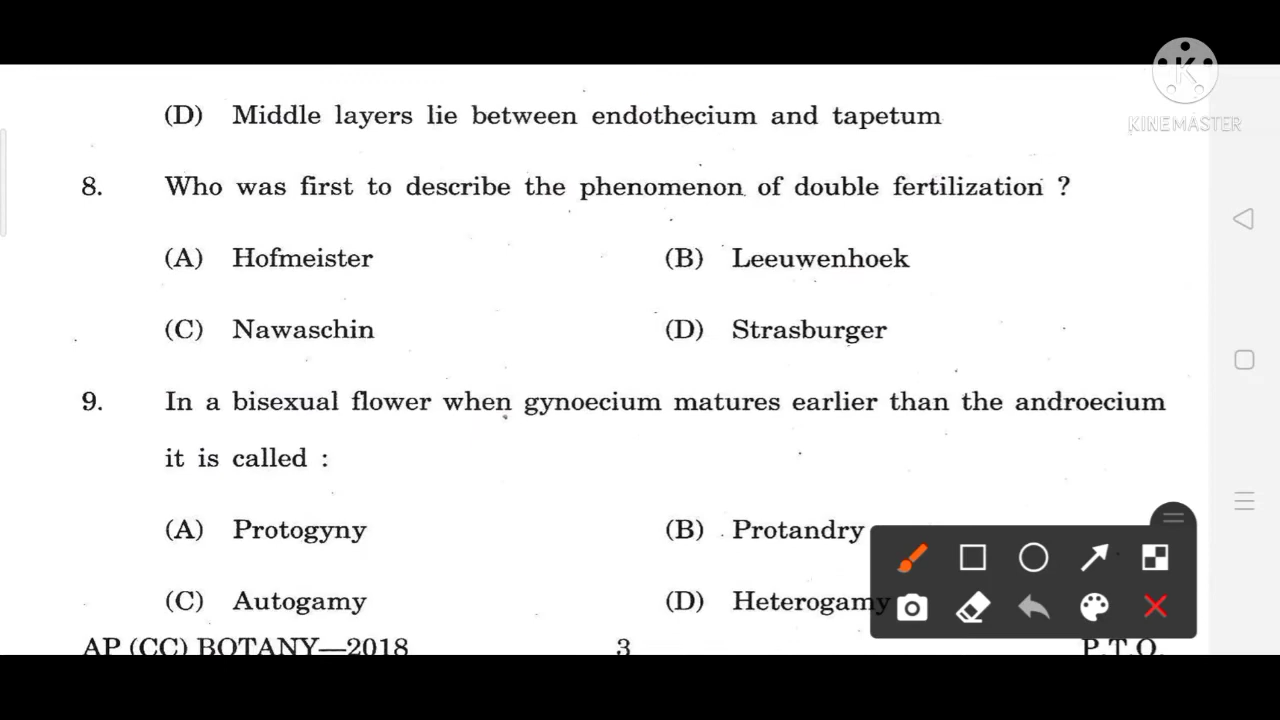 KINEMASTER
(D) Middle layers lie between endothecium and tapetum
8. Who was first to describe the phenomenon of double fertilization ?
(A) Hofmeister (B) Leeuwenhoek
(C) Nawaschin (D) Strasburger
9. In a bisexual flower when gynoecium matures earlier than the androecium
it is called :
(A) Protogyny (B) Protandry
(C) Autogamy (D) Heterogamy
AP (CC) BOTANY—2018 3 P.T.O.